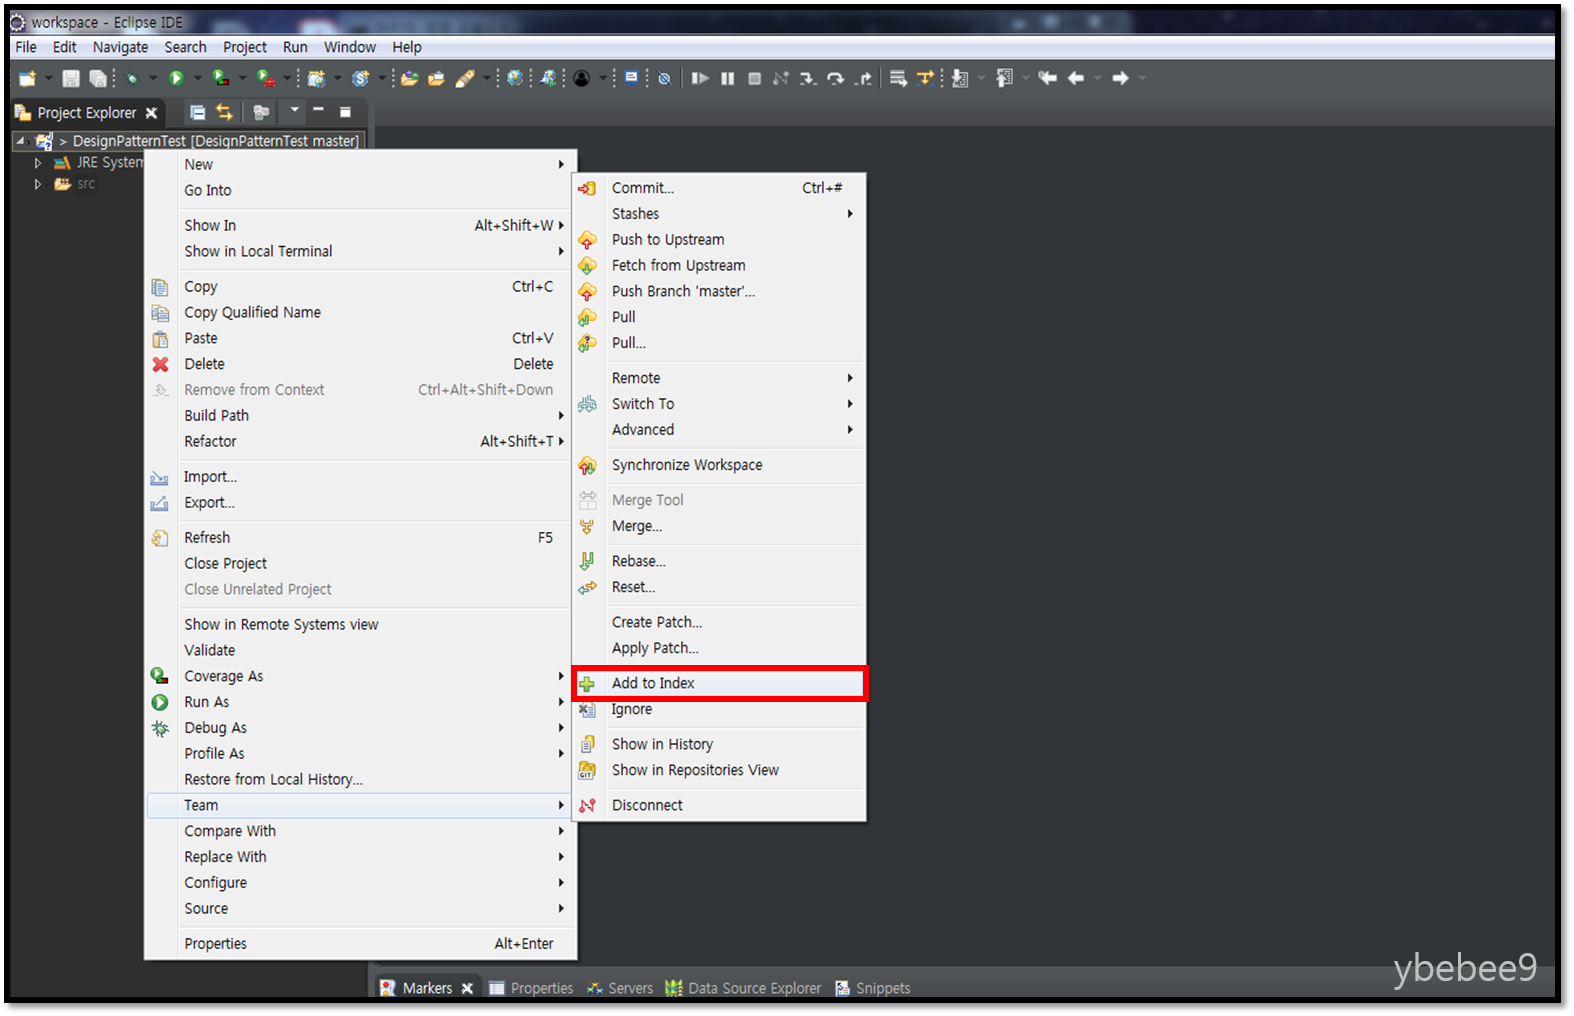 workspace - Eclipse IDE
File Edit Navigate Search Project Run Window Help
Project Explorer
> DesignPatternTest [DesignPatternTest master]
JRE System
src
New
Go Into
Show In Alt+Shift+W
Show in Local Terminal
Copy Ctrl+C
Copy Qualified Name
Paste Ctrl+V
Delete Delete
Remove from Context Ctrl+Alt+Shift+Down
Build Path
Refactor Alt+Shift+T
Import...
Export...
Refresh F5
Close Project
Close Unrelated Project
Show in Remote Systems view
Validate
Coverage As
Run As
Debug As
Profile As
Restore from Local History...
Team
Compare With
Replace With
Configure
Source
Properties Alt+Enter
Commit... Ctrl+#
Stashes
Push to Upstream
Fetch from Upstream
Push Branch 'master'...
Pull
Pull...
Remote
Switch To
Advanced
Synchronize Workspace
Merge Tool
Merge...
Rebase...
Reset...
Create Patch...
Apply Patch...
Add to Index
Ignore
Show in History
GIT Show in Repositories View
Disconnect
Markers Properties Servers Data Source Explorer Snippets
ybebee9